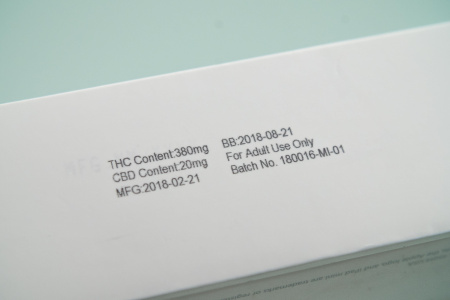 THC Content:380mg BB:2018-08-21
CBD Content:20mg For Adult Use Only
MFG:2018-02-21 Batch No. 180016-MI-01